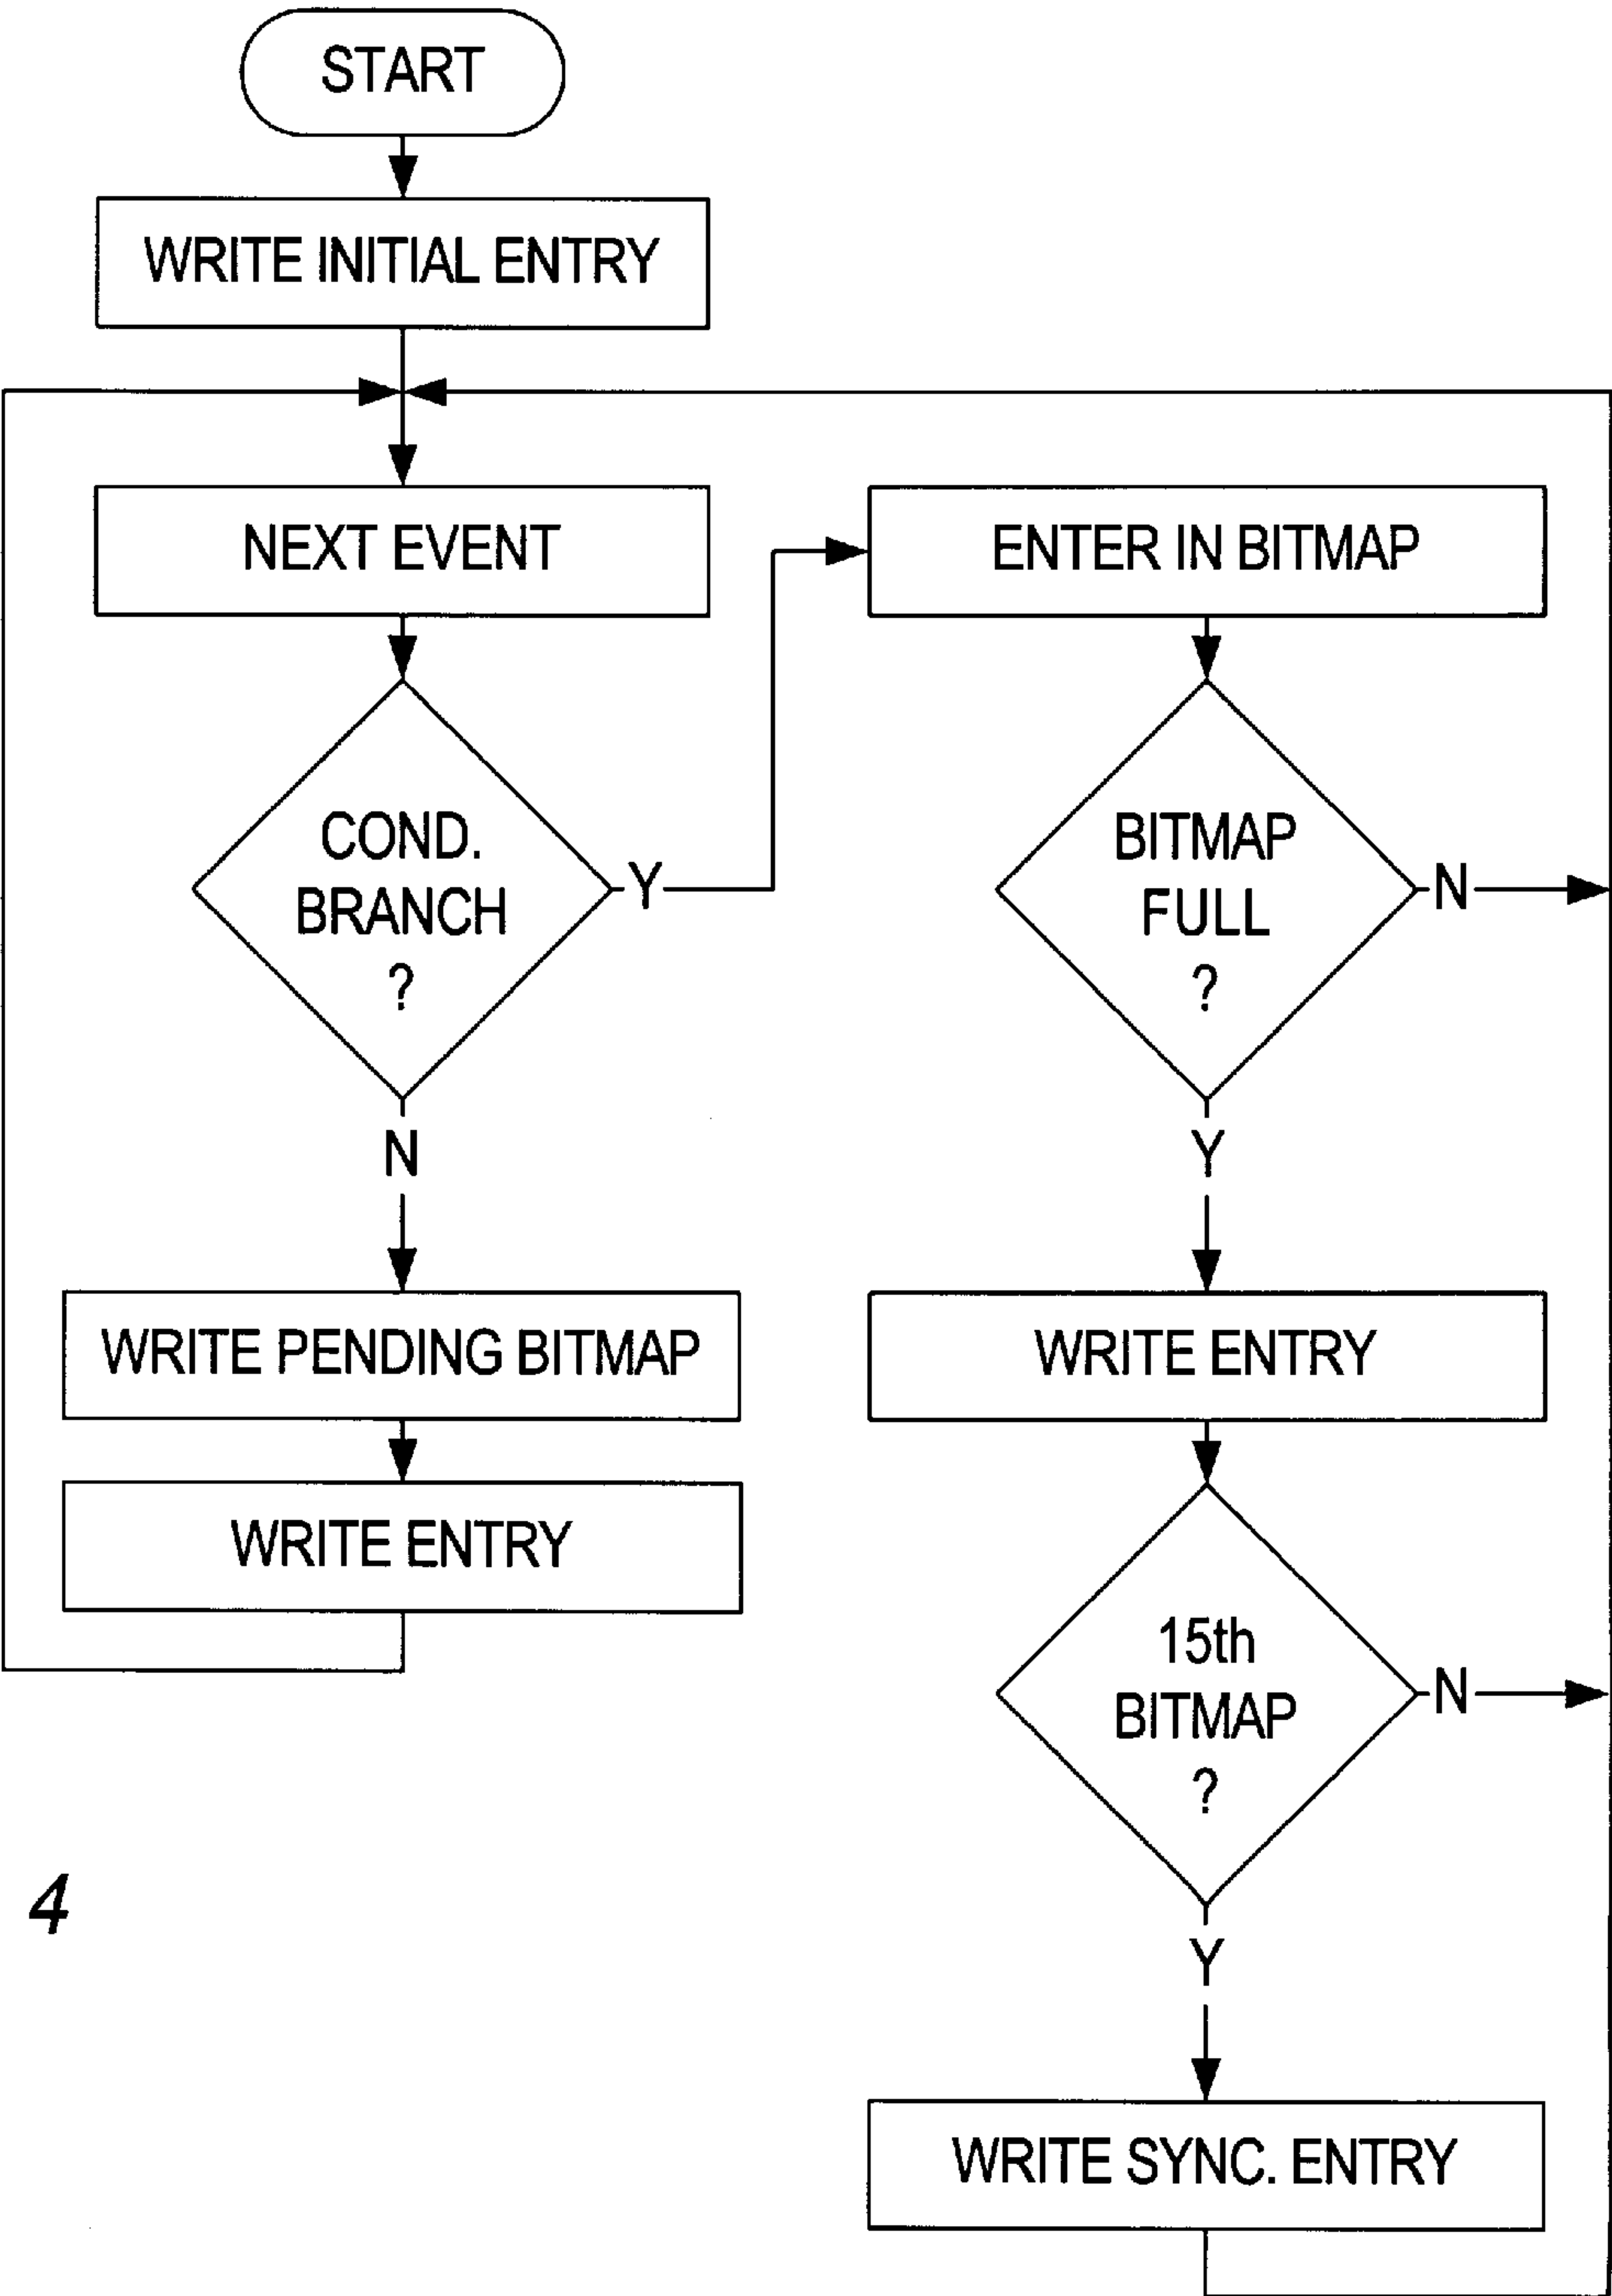 START
WRITE INITIAL ENTRY
NEXT EVENT
COND.
BRANCH
?
Y
N
WRITE PENDING BITMAP
WRITE ENTRY
ENTER IN BITMAP
BITMAP
FULL
?
N
Y
WRITE ENTRY
15th
BITMAP
?
N
Y
WRITE SYNC. ENTRY
4